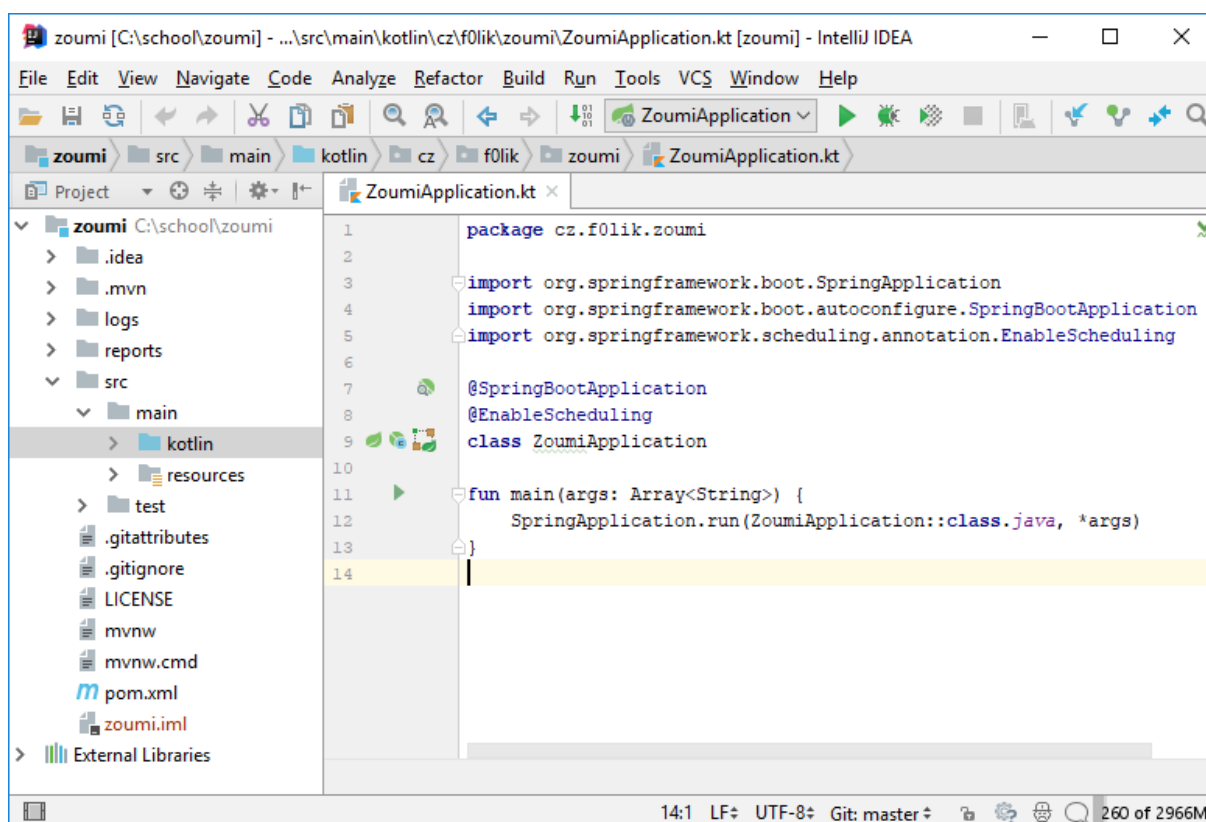 zoumi [C:\school\zoumi] - ...\src\main\kotlin\cz\f0lik\zoumi\ZoumiApplication.kt [zoumi] - IntelliJ IDEA
File Edit View Navigate Code Analyze Refactor Build Run Tools VCS Window Help
ZoumiApplication
zoumi src main kotlin cz f0lik zoumi ZoumiApplication.kt
Project
ZoumiApplication.kt
zoumi C:\school\zoumi
.idea
.mvn
logs
reports
src
main
kotlin
resources
test
.gitattributes
.gitignore
LICENSE
mvnw
mvnw.cmd
pom.xml
zoumi.iml
External Libraries
1 package cz.f0lik.zoumi
2
3 import org.springframework.boot.SpringApplication
4 import org.springframework.boot.autoconfigure.SpringBootApplication
5 import org.springframework.scheduling.annotation.EnableScheduling
6
7 @SpringBootApplication
8 @EnableScheduling
9 class ZoumiApplication
10
11 fun main(args: Array<String>) {
12 SpringApplication.run(ZoumiApplication::class.java, *args)
13 }
14
14:1 LF UTF-8 Git: master 260 of 2966M